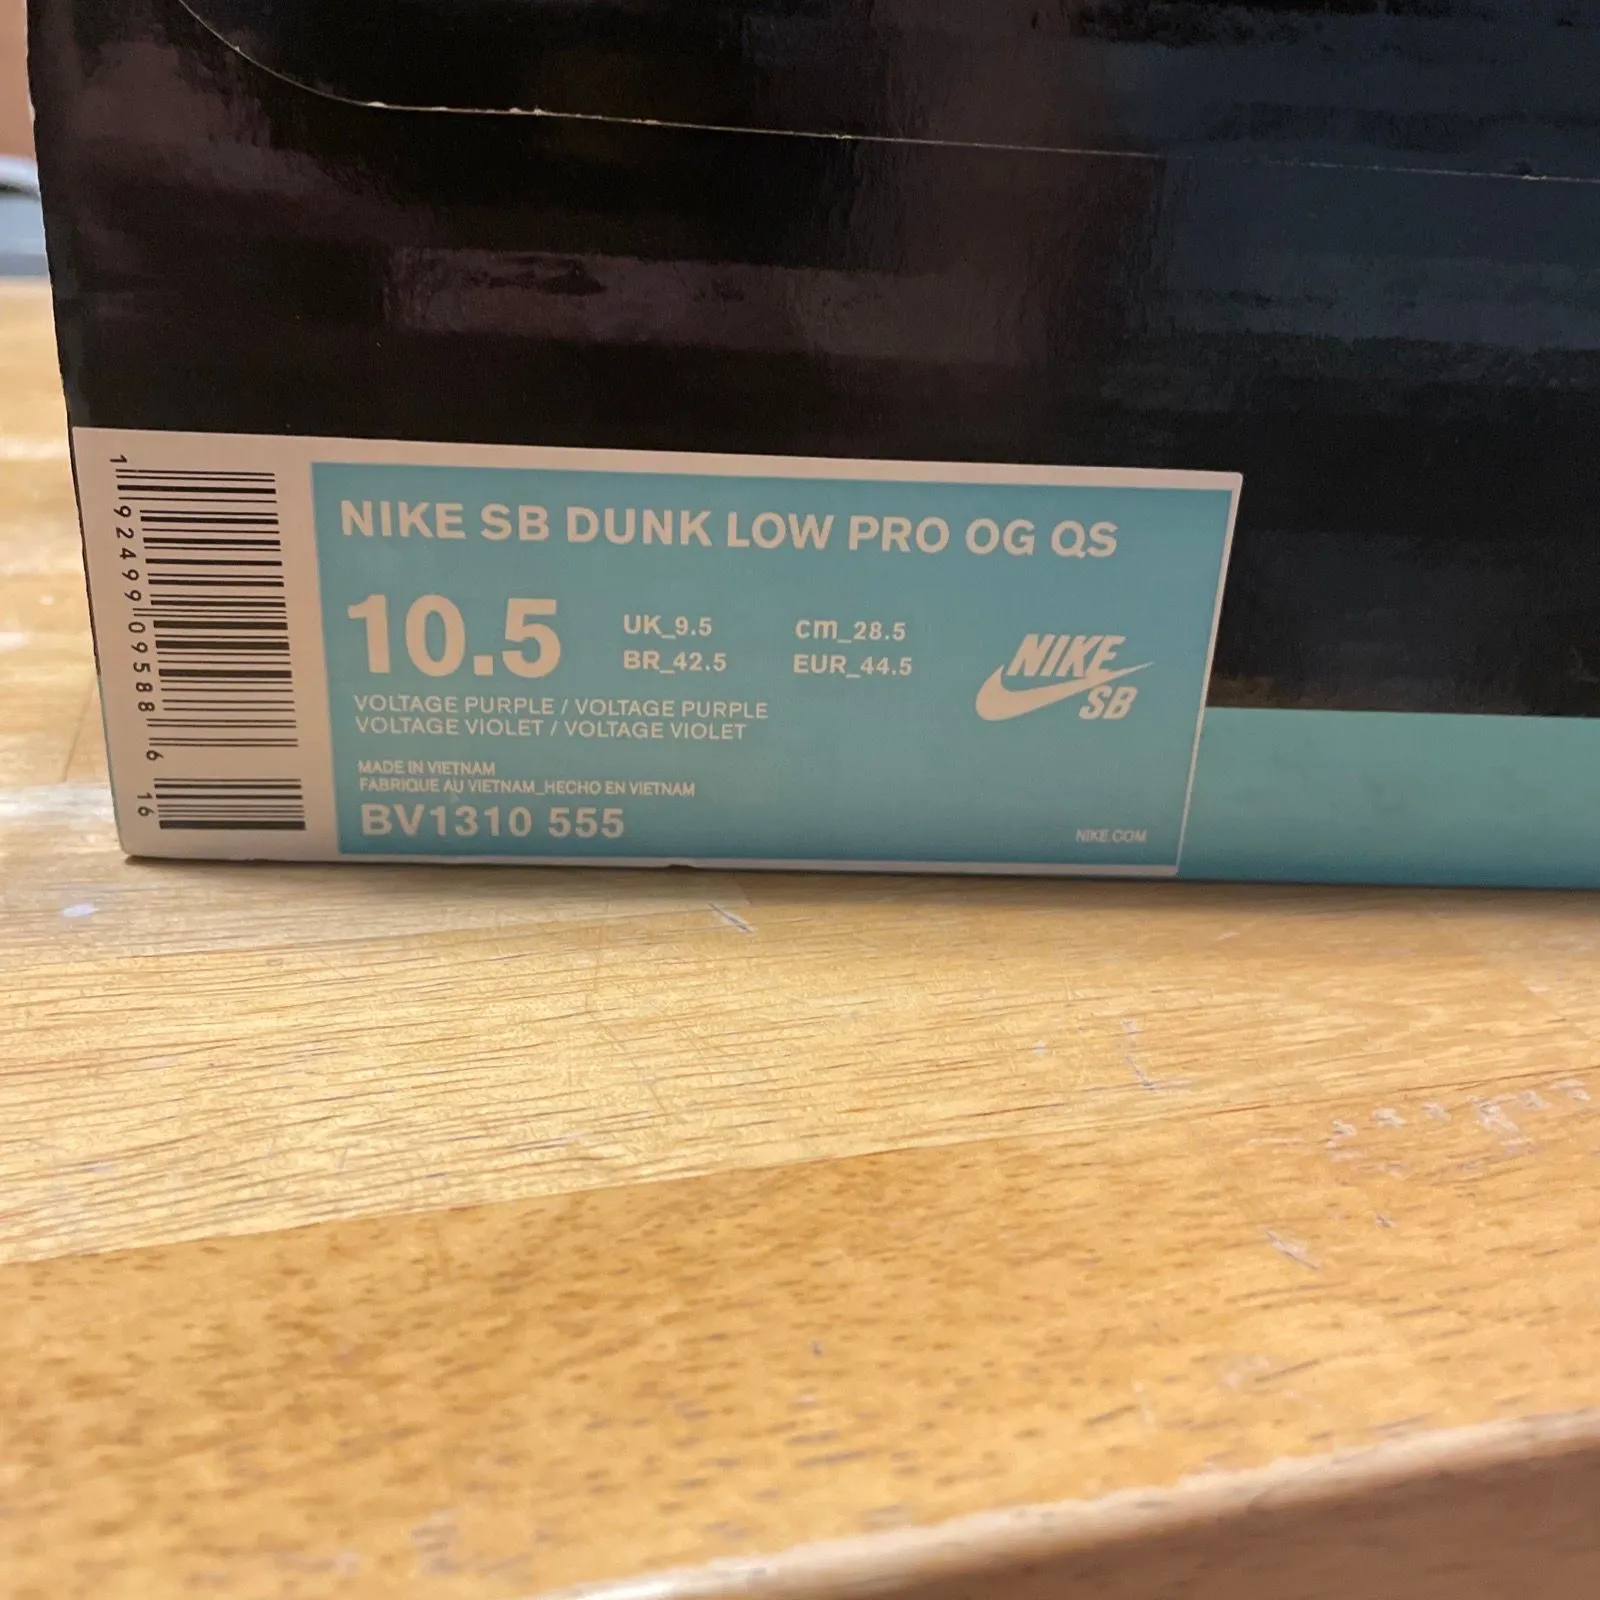 1 92499 09588 6 16
NIKE SB DUNK LOW PRO OG QS
10.5
UK_9.5
cm_28.5
BR_42.5
EUR_44.5
NIKE
SB
VOLTAGE PURPLE / VOLTAGE PURPLE
VOLTAGE VIOLET / VOLTAGE VIOLET
MADE IN VIETNAM
FABRIQUE AU VIETNAM_HECHO EN VIETNAM
BV1310 555
NIKE.COM